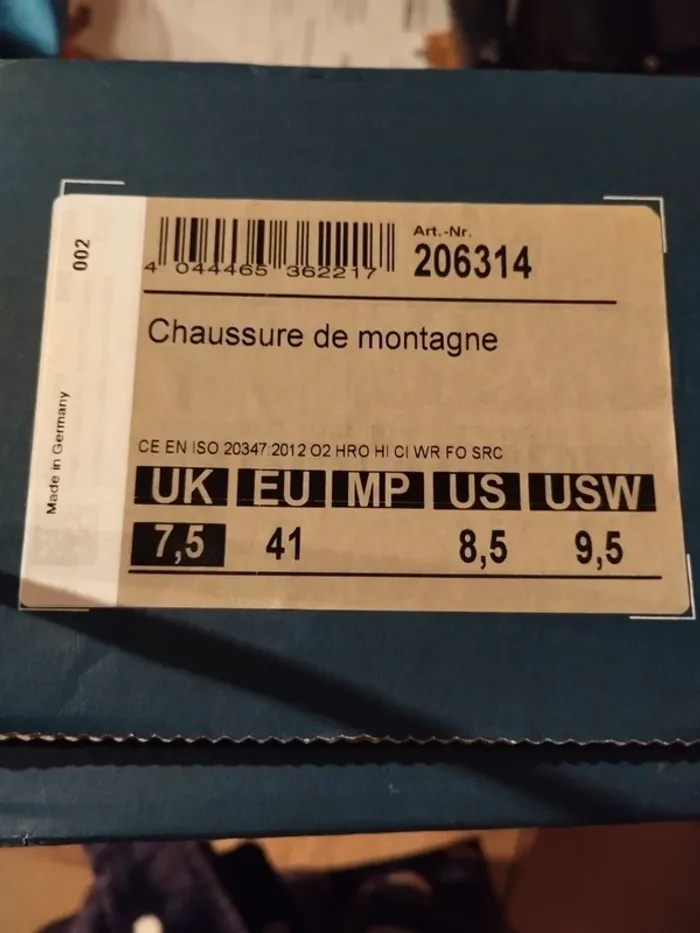 002
Made in Germany
4 044465 362217
Art.-Nr.
206314
Chaussure de montagne
CE EN ISO 20347:2012 O2 HRO HI CI WR FO SRC
UK EU MP US USW
7,5 41 8,5 9,5